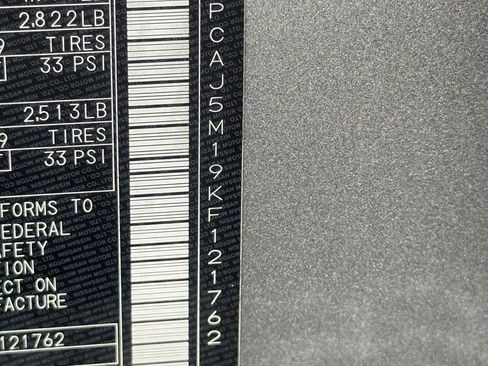 2,822LB
TIRES
33 PSI
2,513LB
9 TIRES
33 PSI
FORMS TO
FEDERAL
AFETY
TION
ECT ON
FACTURE
121762
PCAJ5M19KF121762